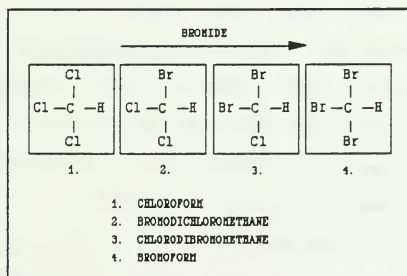 BROMIDE
Cl Br Br Br
Cl — C — H Cl — C — H Br — C — H Br — C — H
Cl Cl Cl Br
1. 2. 3. 4.
1. CHLOROFORM
2. BROMODICHLOROMETHANE
3. CHLORODIBROMOMETHANE
4. BROMOFORM